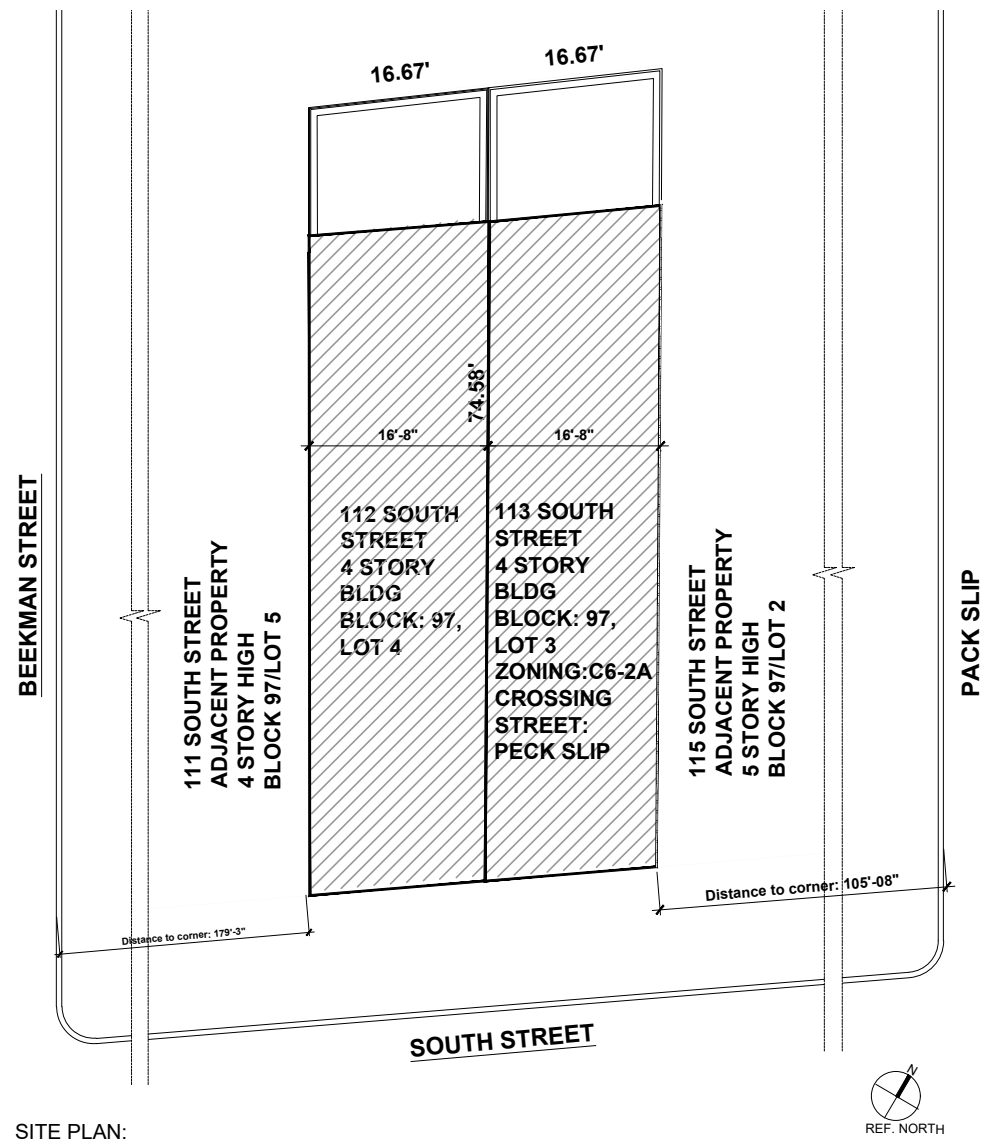 16.67'
16.67'
74.58'
16'-8"
16'-8"
112 SOUTH
STREET
4 STORY
BLDG
BLOCK: 97,
LOT 4
113 SOUTH
STREET
4 STORY
BLDG
BLOCK: 97,
LOT 3
ZONING:C6-2A
CROSSING
STREET:
PECK SLIP
BEEKMAN STREET
111 SOUTH STREET
ADJACENT PROPERTY
4 STORY HIGH
BLOCK 97/LOT 5
115 SOUTH STREET
ADJACENT PROPERTY
5 STORY HIGH
BLOCK 97/LOT 2
PACK SLIP
Distance to corner: 105'-08"
Distance to corner: 179'-3"
SOUTH STREET
N
REF. NORTH
SITE PLAN: